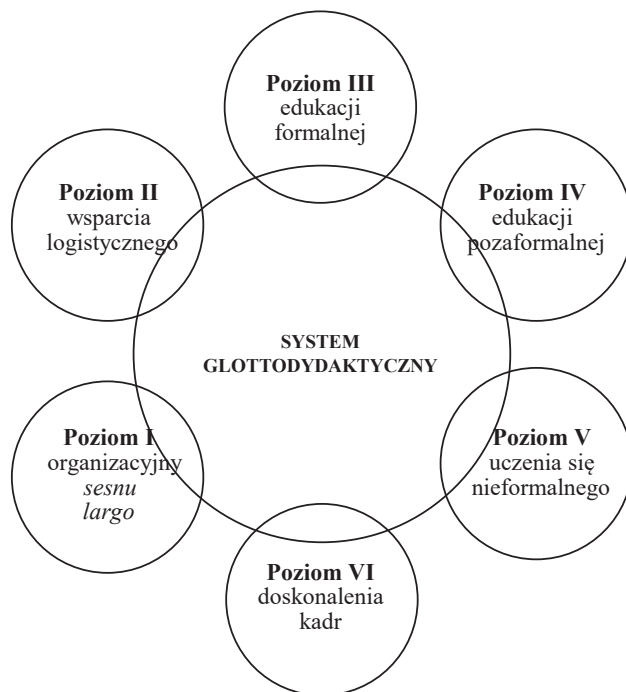 Poziom III
edukacji
formalnej
Poziom II
wsparcia
logistycznego
Poziom IV
edukacji
pozaformalnej
SYSTEM
GLOTTODYDAKTYCZNY
Poziom I
organizacyjny
sesnu
largo
Poziom V
uczenia się
nieformalnego
Poziom VI
doskonalenia
kadr